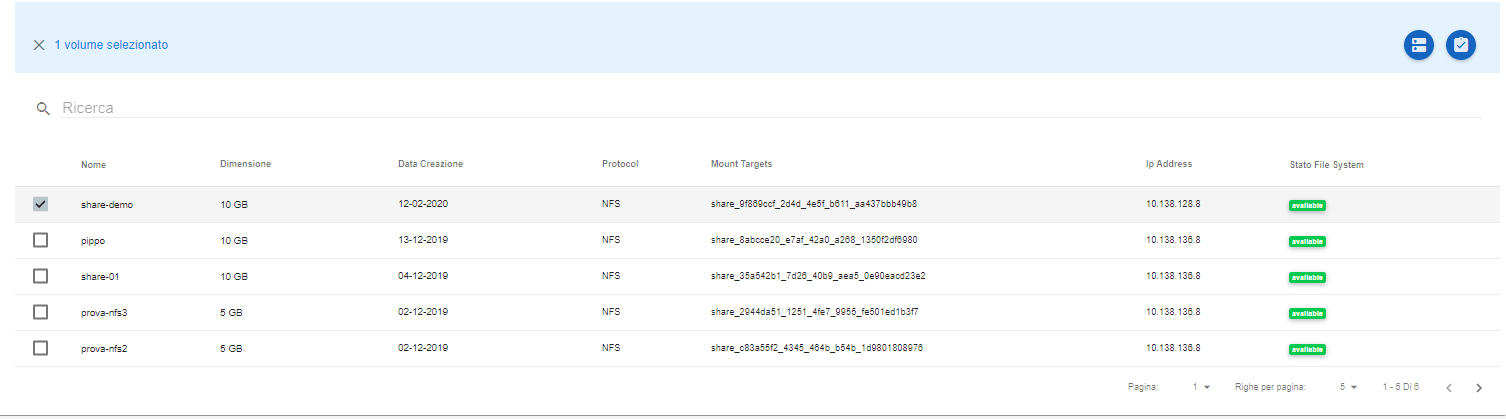 1 volume selezionato
Ricerca
Nome Dimensione Data Creazione Protocol Mount Targets Ip Address Stato File System
share-demo 10 GB 12-02-2020 NFS share_9f869ccf_2d4d_4e5f_b611_aa437bbb49b8 10.138.128.8 available
pippo 10 GB 13-12-2019 NFS share_8abcce20_e7af_42a0_a268_1350f2df6980 10.138.136.8 available
share-01 10 GB 04-12-2019 NFS share_35a542b1_7d26_40b9_aea5_0e90eacd23e2 10.138.136.8 available
prova-nfs3 5 GB 02-12-2019 NFS share_2944da51_1251_4fe7_9955_fe501ed1b3f7 10.138.136.8 available
prova-nfs2 5 GB 02-12-2019 NFS share_c83a55f2_4345_464b_b54b_1d9801808976 10.138.136.8 available
Pagina: 1 Righe per pagina: 5 1 - 5 Di 6